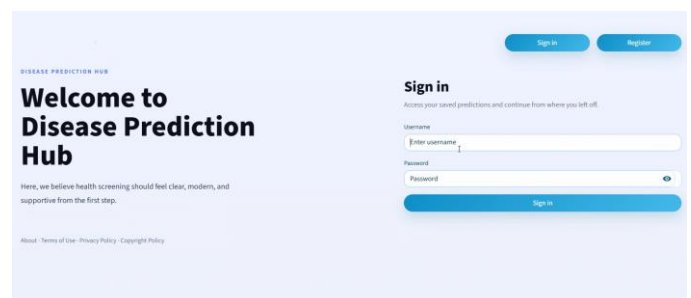 Sign in
Register
DISEASE PREDICTION HUB
Welcome to
Disease Prediction
Hub
Here, we believe health screening should feel clear, modern, and
supportive from the first step.
About · Terms of Use · Privacy Policy · Copyright Policy
Sign in
Access your saved predictions and continue from where you left off.
Username
Enter username
Password
Password
Sign in